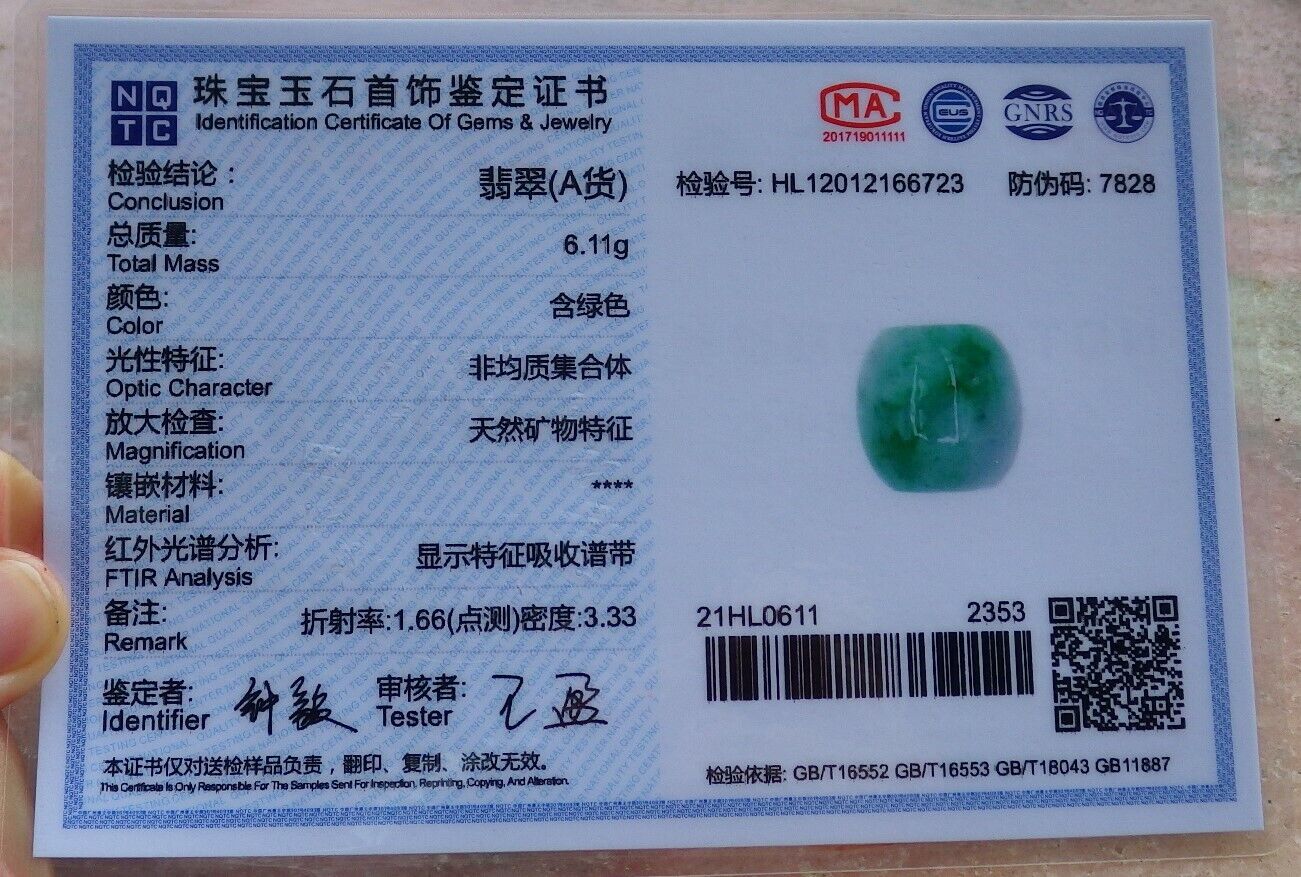 NQ
TC
珠宝玉石首饰鉴定证书
Identification Certificate Of Gems & Jewelry
检验结论：
Conclusion
翡翠(A货)
总质量:
Total Mass
6.11g
颜色:
Color
含绿色
光性特征:
Optic Character
非均质集合体
放大检查:
Magnification
天然矿物特征
镶嵌材料:
Material
****
红外光谱分析:
FTIR Analysis
显示特征吸收谱带
备注:
Remark
折射率:1.66(点测)密度:3.33
鉴定者:
Identifier
审核者:
Tester
本证书仅对送检样品负责，翻印、复制、涂改无效。
This Certificate Is Only Responsible For The Samples Sent For Inspection, Reprinting, Copying, And Alteration.
MA
201719011111
GUS
GNRS
检验号: HL12012166723
防伪码: 7828
21HL0611
2353
检验依据: GB/T16552 GB/T16553 GB/T18043 GB11887